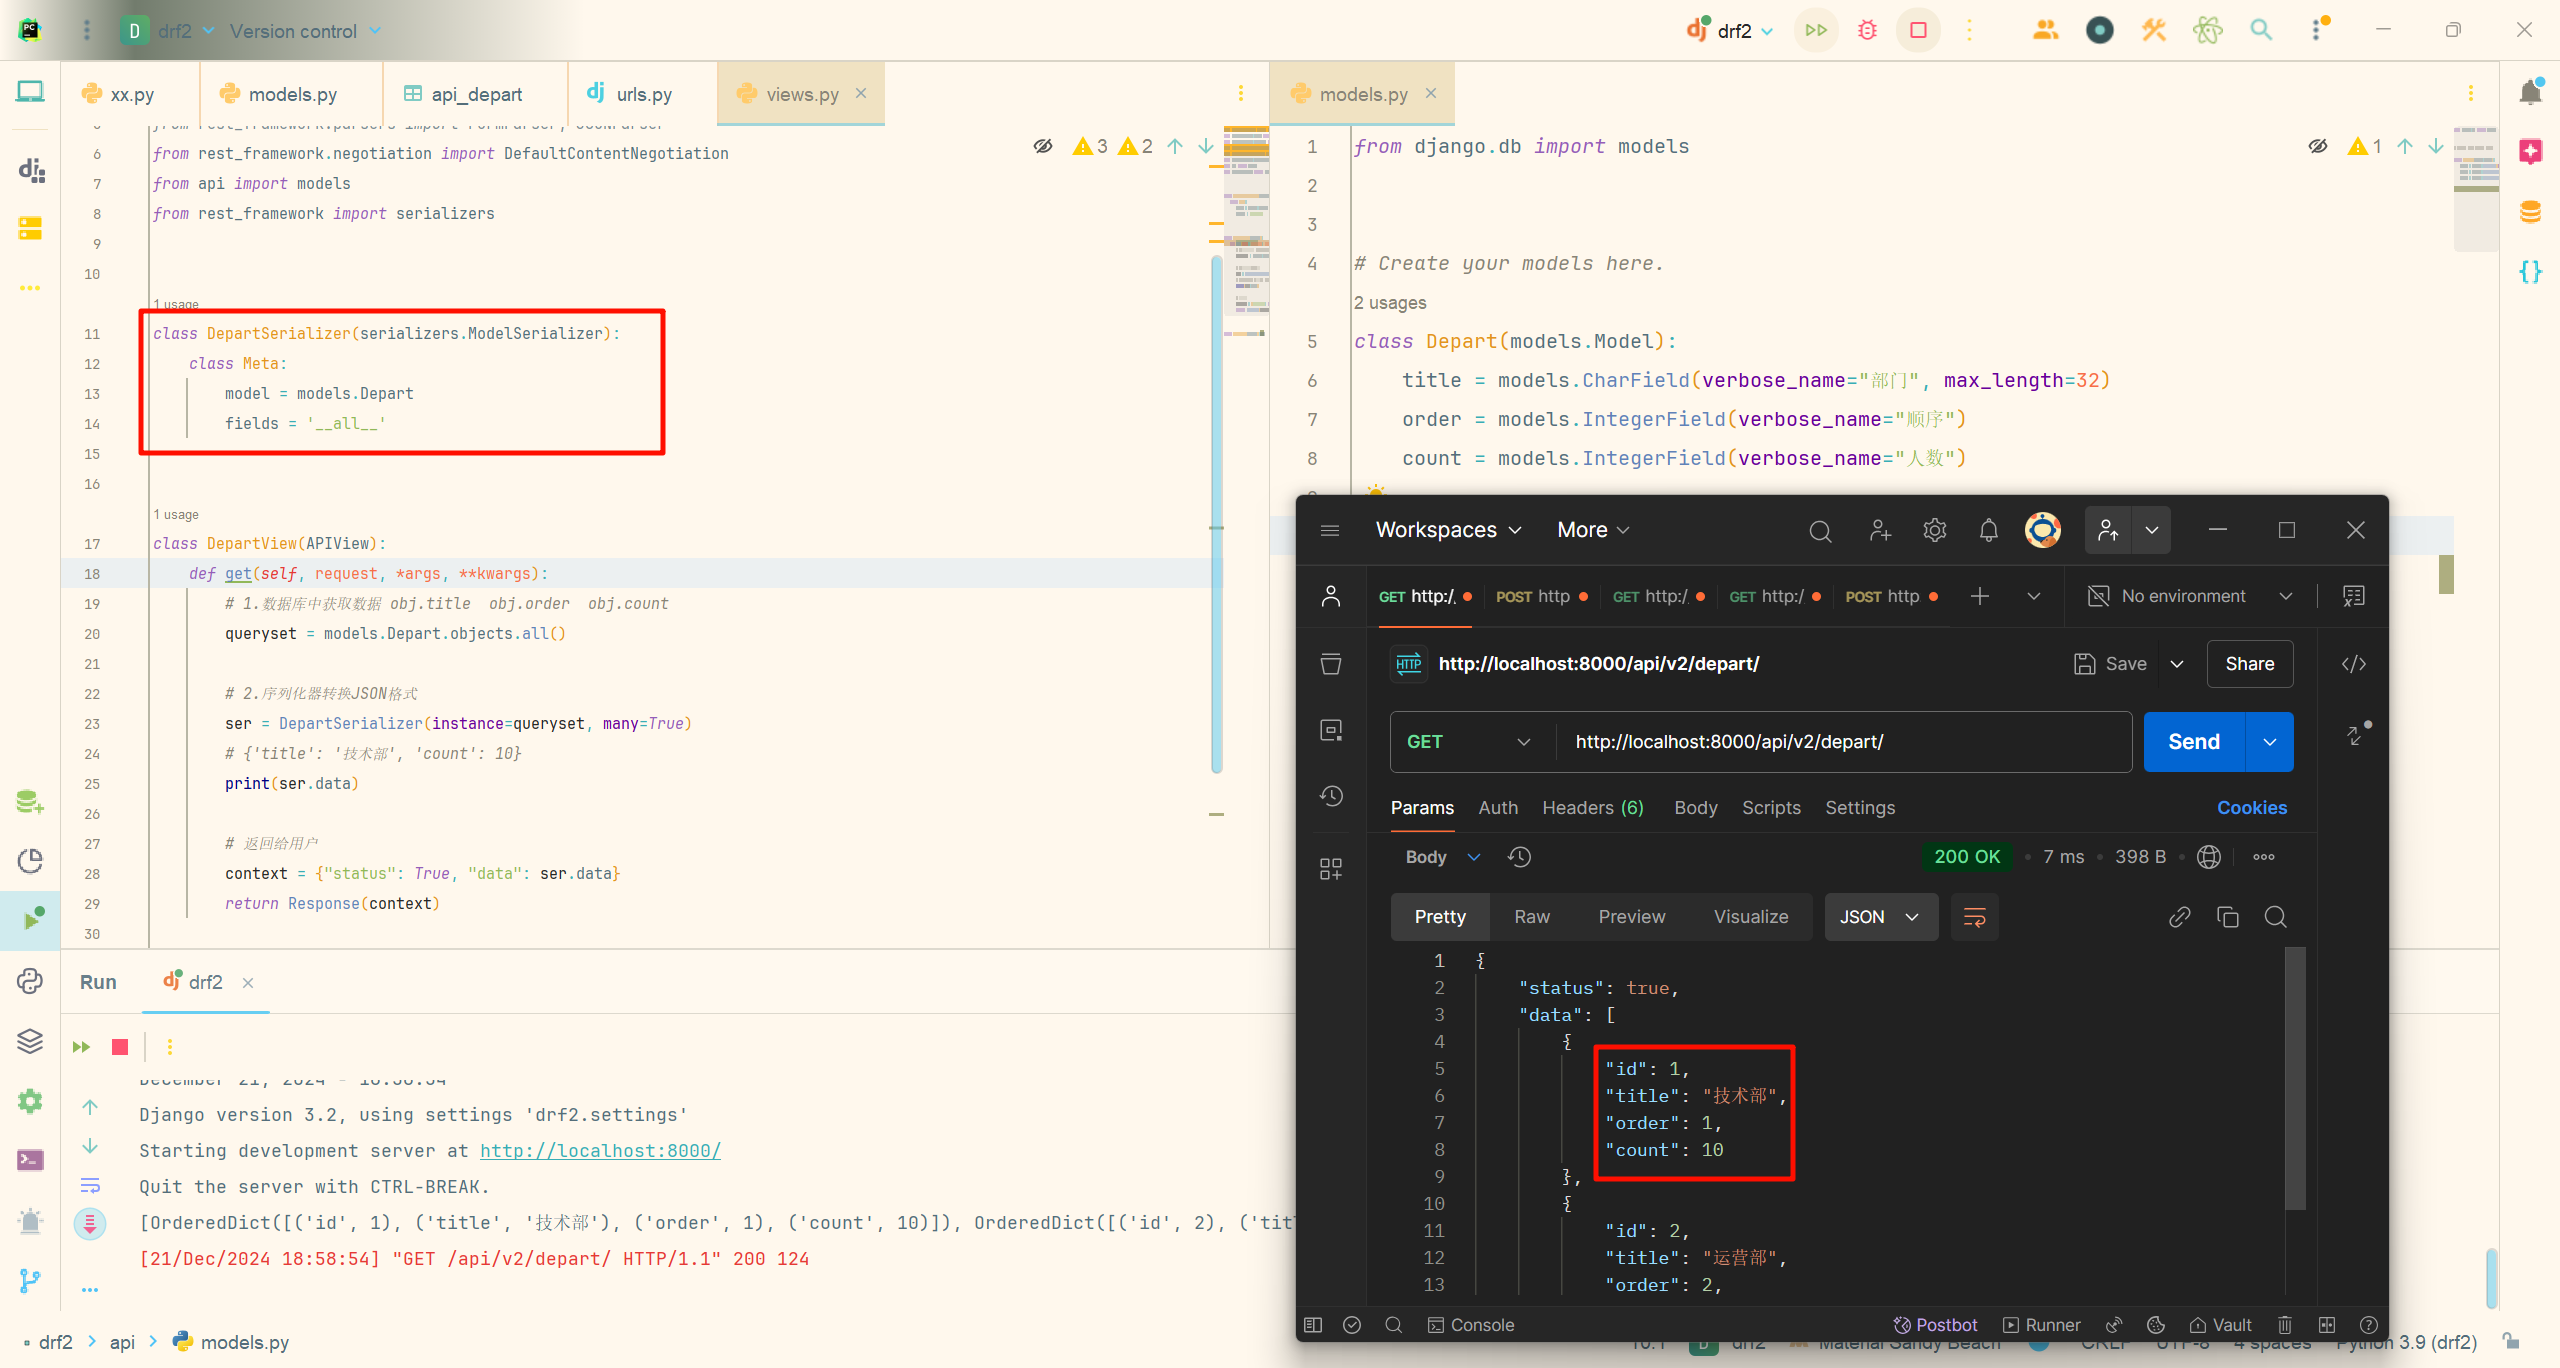 D drf2 Version control
drf2
xx.py models.py api_depart urls.py views.py
models.py
6 from rest_framework.negotiation import DefaultContentNegotiation
3 2
7 from api import models
8 from rest_framework import serializers
9
10
1 usage
11 class DepartSerializer(serializers.ModelSerializer):
12 class Meta:
13 model = models.Depart
14 fields = '__all__'
15
16
1 usage
17 class DepartView(APIView):
18 def get(self, request, *args, **kwargs):
19 # 1.数据库中获取数据 obj.title obj.order obj.count
20 queryset = models.Depart.objects.all()
21
22 # 2.序列化器转换JSON格式
23 ser = DepartSerializer(instance=queryset, many=True)
24 # {'title': '技术部', 'count': 10}
25 print(ser.data)
26
27 # 返回给用户
28 context = {"status": True, "data": ser.data}
29 return Response(context)
30
1 from django.db import models
1
2
3
4 # Create your models here.
2 usages
5 class Depart(models.Model):
6 title = models.CharField(verbose_name="部门", max_length=32)
7 order = models.IntegerField(verbose_name="顺序")
8 count = models.IntegerField(verbose_name="人数")
Workspaces More
GET http:/. POST http GET http:/. GET http:/ POST http. No environment
HTTP http://localhost:8000/api/v2/depart/ Save Share
GET http://localhost:8000/api/v2/depart/ Send
Params Auth Headers (6) Body Scripts Settings Cookies
Body 200 OK 7 ms 398 B
Pretty Raw Preview Visualize JSON
1 {
2 "status": true,
3 "data": [
4 {
5 "id": 1,
6 "title": "技术部",
7 "order": 1,
8 "count": 10
9 },
10 {
11 "id": 2,
12 "title": "运营部",
13 "order": 2,
Console Postbot Runner Vault
Run drf2
December 21, 2024 - 18:58:54
Django version 3.2, using settings 'drf2.settings'
Starting development server at http://localhost:8000/
Quit the server with CTRL-BREAK.
[OrderedDict([('id', 1), ('title', '技术部'), ('order', 1), ('count', 10)]), OrderedDict([('id', 2), ('tit
[21/Dec/2024 18:58:54] "GET /api/v2/depart/ HTTP/1.1" 200 124
drf2 api models.py
10:1 D drf2 Material Sandy Beach CRLF UTF-8 4 spaces Python 3.9 (drf2)